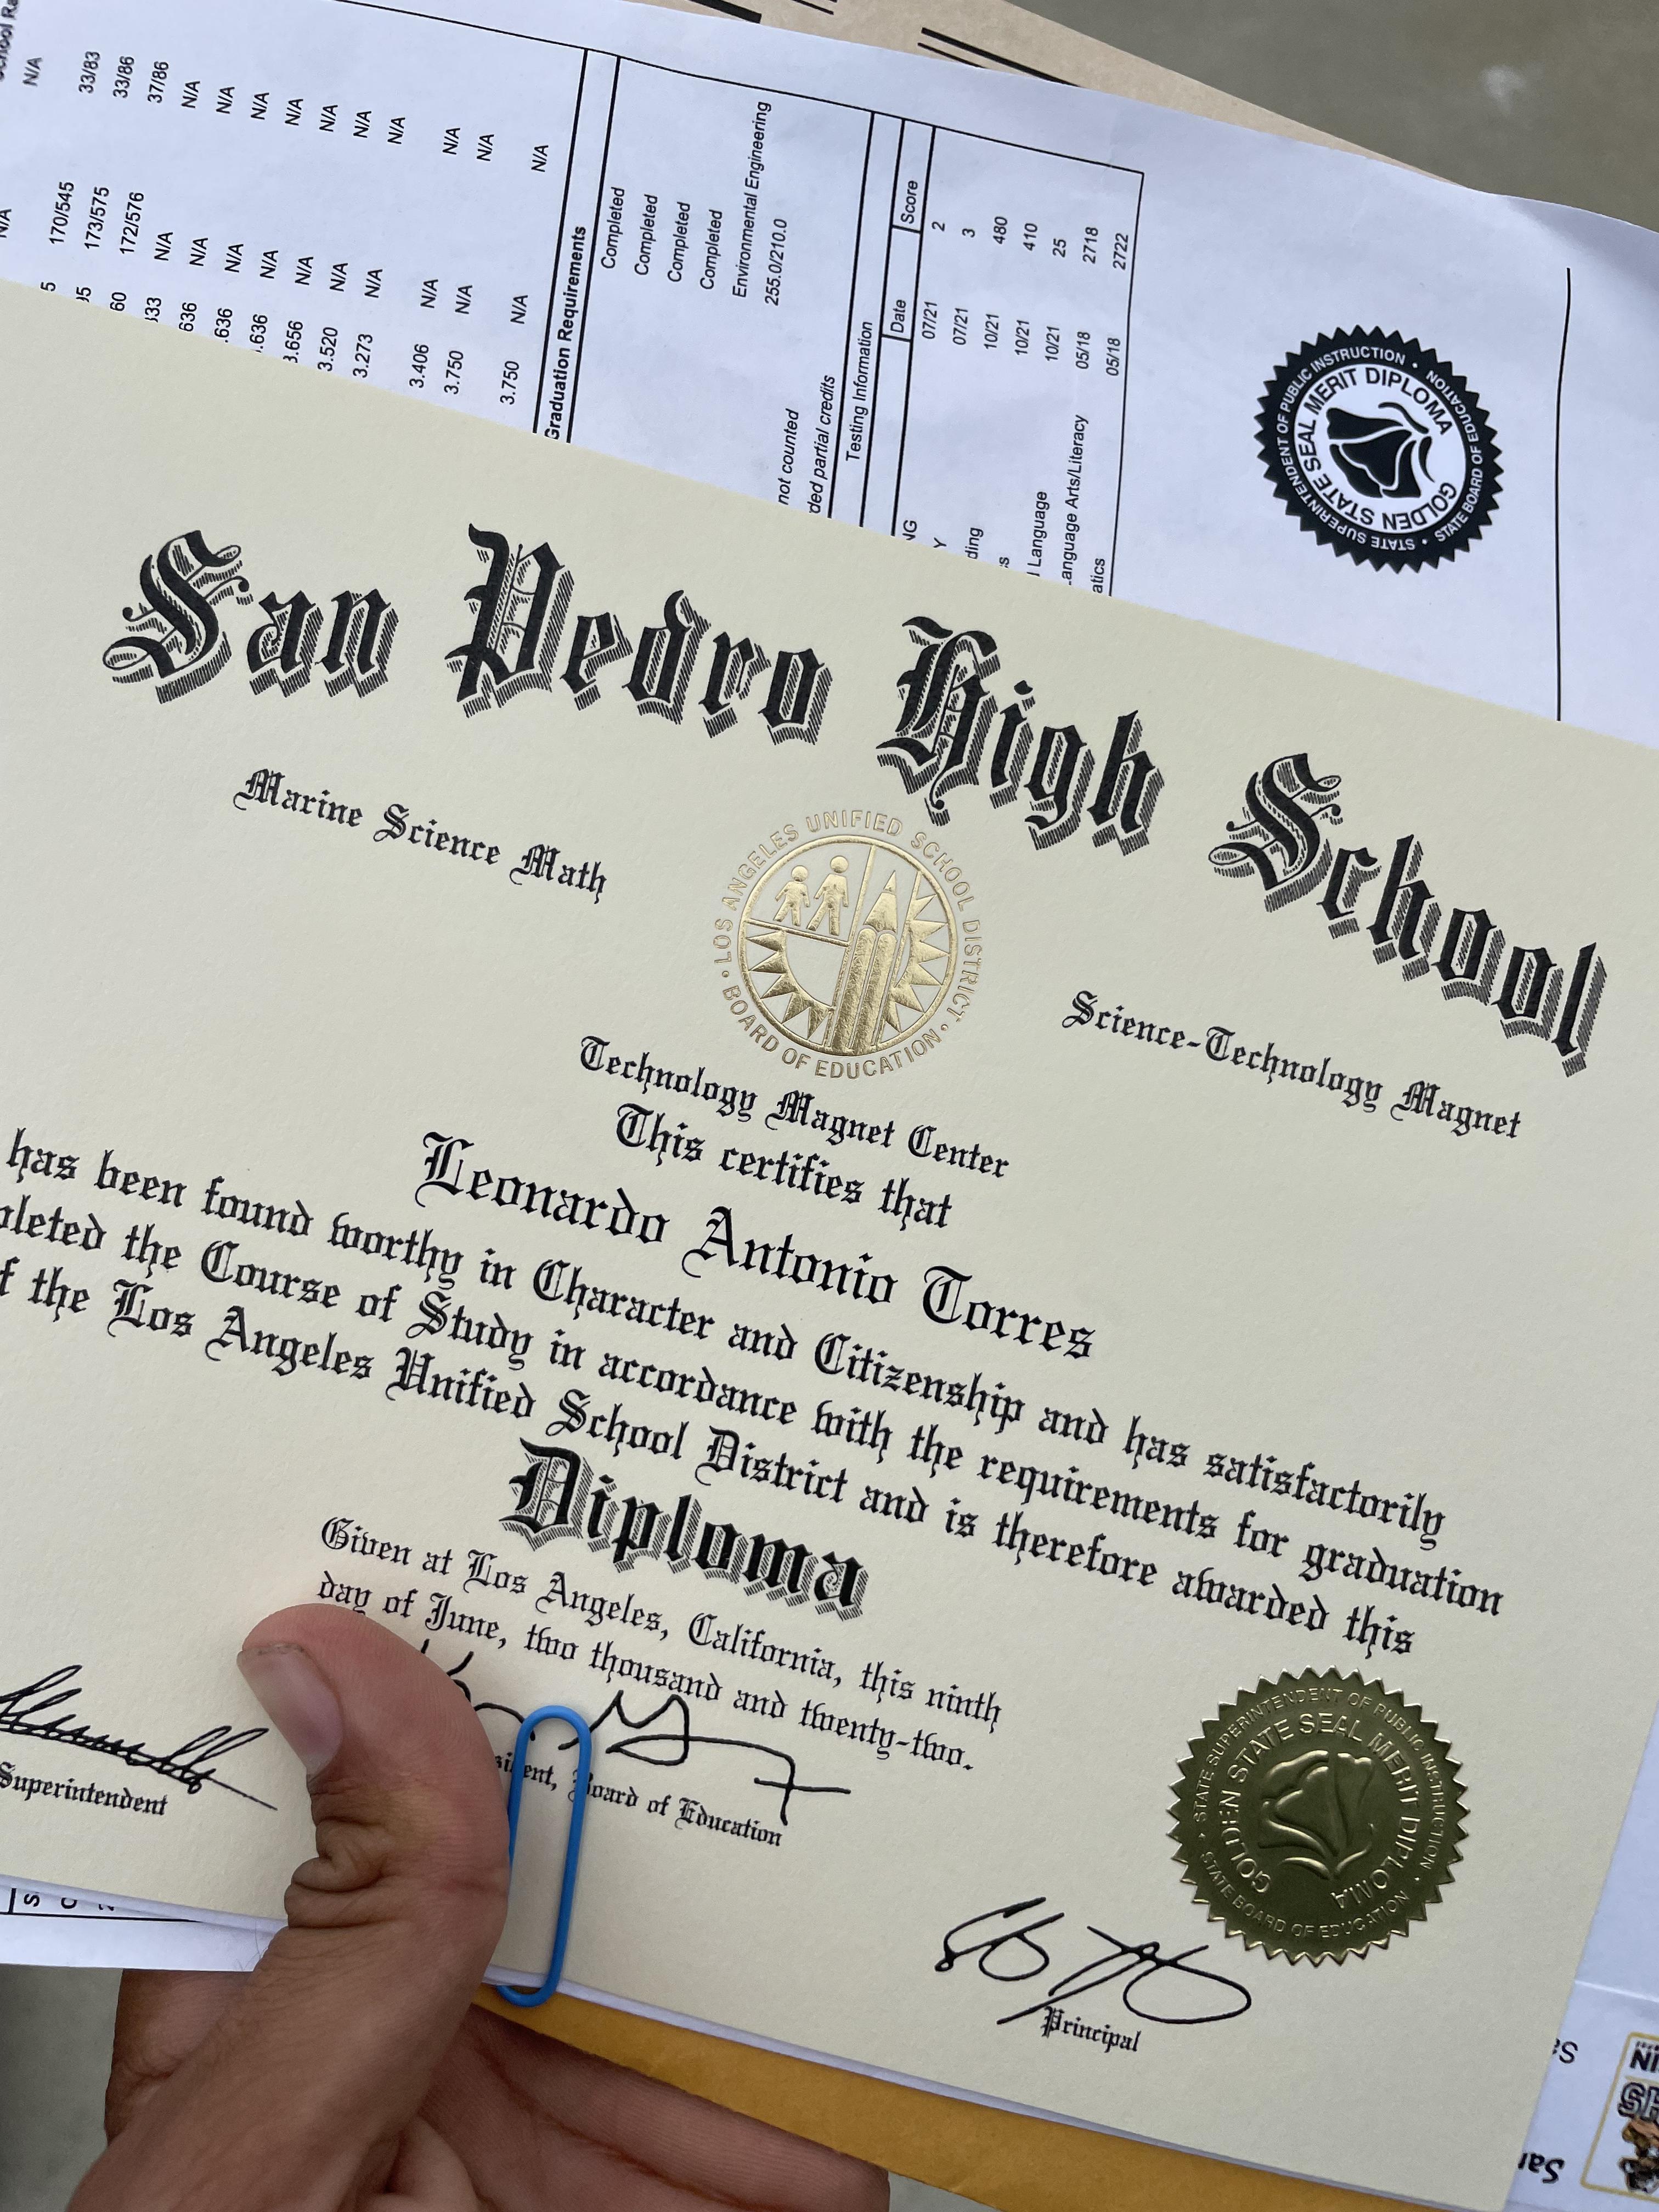 San Pedro High School
Marine Science Math
Science-Technology Magnet
LOS ANGELES UNIFIED SCHOOL DISTRICT • BOARD OF EDUCATION •
Technology Magnet Center
This certifies that
Leonardo Antonio Torres
has been found worthy in Character and Citizenship and has satisfactorily
pleted the Course of Study in accordance with the requirements for graduation
f the Los Angeles Unified School District and is therefore awarded this
Diploma
Given at Los Angeles, California, this ninth
day of June, two thousand and twenty-two.
Superintendent
sident, Board of Education
Principal
STATE SUPERINTENDENT OF PUBLIC INSTRUCTION • STATE BOARD OF EDUCATION •
GOLDEN STATE SEAL MERIT DIPLOMA
School Ra
N/A N/A
170/545 33/83
173/575 33/86
60 172/576 37/86
333 N/A N/A
636 N/A N/A
.636 N/A N/A
.636 N/A N/A
3.656 N/A N/A
3.520 N/A N/A
3.273 N/A N/A
3.406 N/A N/A
3.750 N/A N/A
3.750 N/A N/A
Graduation Requirements
Completed
Completed
Completed
Completed
Environmental Engineering
255.0/210.0
not counted
ded partial credits
Testing Information
Date Score
NG 07/21 2
Y 07/21 3
ding 10/21 480
s 10/21 410
l Language 10/21 25
Language Arts/Literacy 05/18 2718
atics 05/18 2722
STATE SUPERINTENDENT OF PUBLIC INSTRUCTION • STATE BOARD OF EDUCATION •
GOLDEN STATE SEAL MERIT DIPLOMA